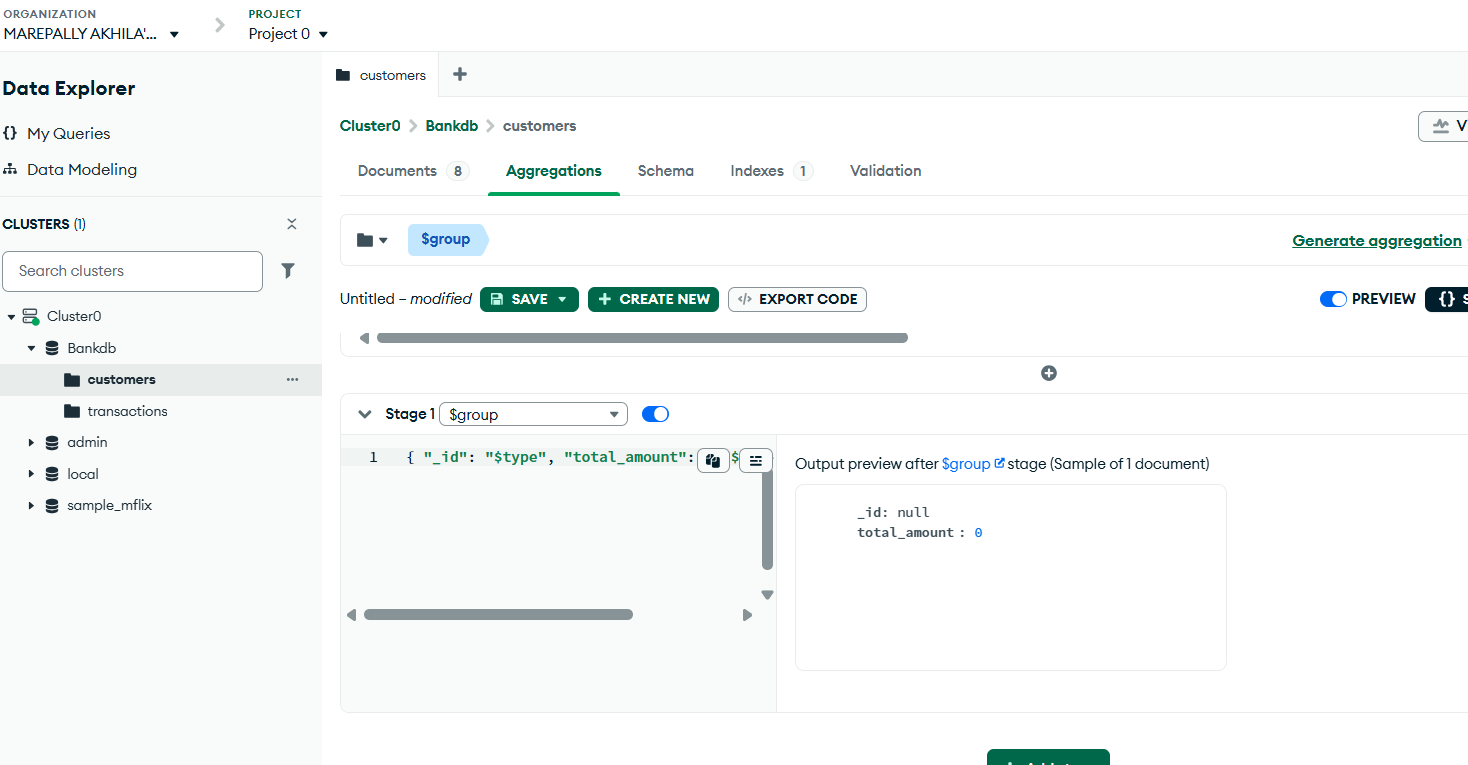 ORGANIZATION
MAREPALLY AKHILA'...
PROJECT
Project 0
Data Explorer
{} My Queries
Data Modeling
CLUSTERS (1)
Search clusters
Cluster0
Bankdb
customers
transactions
admin
local
sample_mflix
customers
Cluster0 > Bankdb > customers
Documents 8 Aggregations Schema Indexes 1 Validation
$group
Generate aggregation
Untitled – modified SAVE + CREATE NEW </> EXPORT CODE PREVIEW {}
Stage 1 $group
1 { "_id": "$type", "total_amount": $
Output preview after $group stage (Sample of 1 document)
_id: null
total_amount : 0